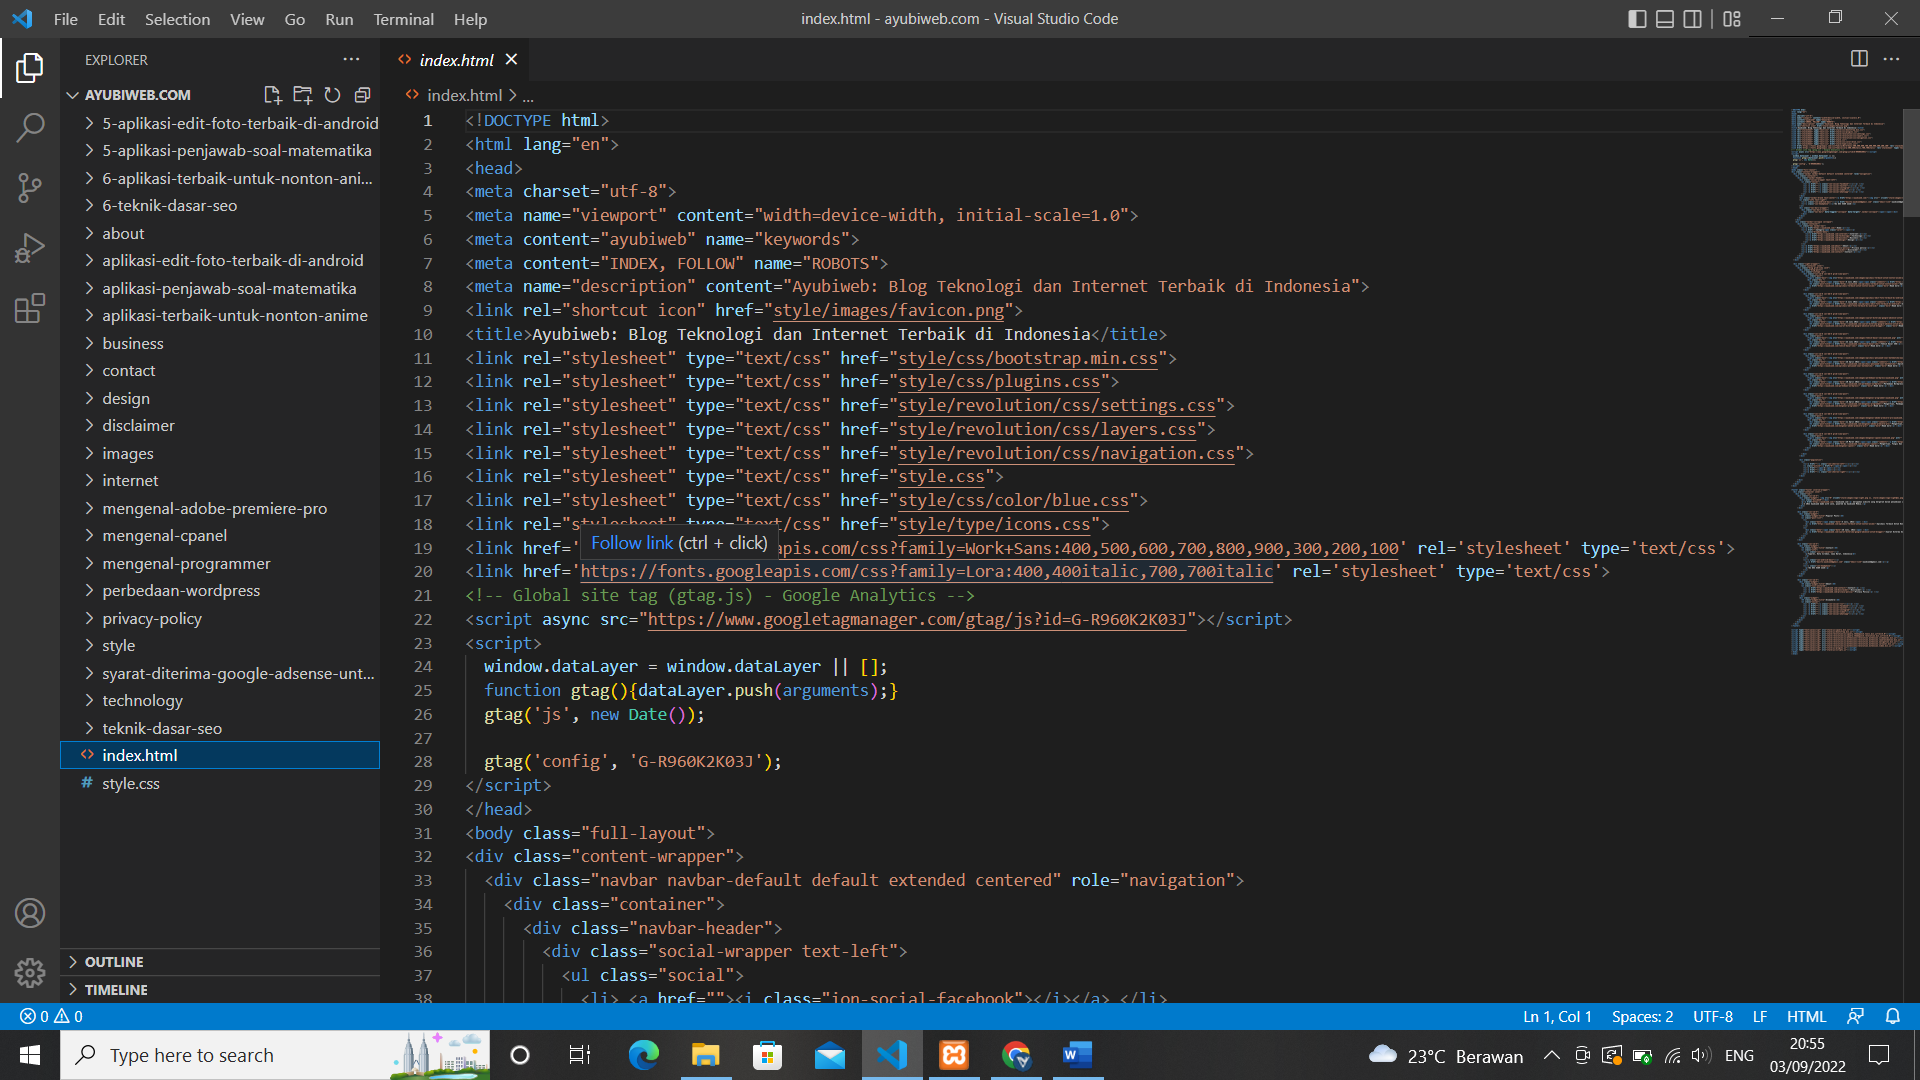 File Edit Selection View Go Run Terminal Help
index.html - ayubiweb.com - Visual Studio Code
EXPLORER
AYUBIWEB.COM
5-aplikasi-edit-foto-terbaik-di-android
5-aplikasi-penjawab-soal-matematika
6-aplikasi-terbaik-untuk-nonton-ani...
6-teknik-dasar-seo
about
aplikasi-edit-foto-terbaik-di-android
aplikasi-penjawab-soal-matematika
aplikasi-terbaik-untuk-nonton-anime
business
contact
design
disclaimer
images
internet
mengenal-adobe-premiere-pro
mengenal-cpanel
mengenal-programmer
perbedaan-wordpress
privacy-policy
style
syarat-diterima-google-adsense-unt...
technology
teknik-dasar-seo
index.html
style.css
OUTLINE
TIMELINE
index.html
index.html > ...
1 <!DOCTYPE html>
2 <html lang="en">
3 <head>
4 <meta charset="utf-8">
5 <meta name="viewport" content="width=device-width, initial-scale=1.0">
6 <meta content="ayubiweb" name="keywords">
7 <meta content="INDEX, FOLLOW" name="ROBOTS">
8 <meta name="description" content="Ayubiweb: Blog Teknologi dan Internet Terbaik di Indonesia">
9 <link rel="shortcut icon" href="style/images/favicon.png">
10 <title>Ayubiweb: Blog Teknologi dan Internet Terbaik di Indonesia</title>
11 <link rel="stylesheet" type="text/css" href="style/css/bootstrap.min.css">
12 <link rel="stylesheet" type="text/css" href="style/css/plugins.css">
13 <link rel="stylesheet" type="text/css" href="style/revolution/css/settings.css">
14 <link rel="stylesheet" type="text/css" href="style/revolution/css/layers.css">
15 <link rel="stylesheet" type="text/css" href="style/revolution/css/navigation.css">
16 <link rel="stylesheet" type="text/css" href="style.css">
17 <link rel="stylesheet" type="text/css" href="style/css/color/blue.css">
18 <link rel="stylesheet" type="text/css" href="style/type/icons.css">
Follow link (ctrl + click)
19 <link href='apis.com/css?family=Work+Sans:400,500,600,700,800,900,300,200,100' rel='stylesheet' type='text/css'>
20 <link href='https://fonts.googleapis.com/css?family=Lora:400,400italic,700,700italic' rel='stylesheet' type='text/css'>
21 <!-- Global site tag (gtag.js) - Google Analytics -->
22 <script async src="https://www.googletagmanager.com/gtag/js?id=G-R960K2K03J"></script>
23 <script>
24 window.dataLayer = window.dataLayer || [];
25 function gtag(){dataLayer.push(arguments);}
26 gtag('js', new Date());
27
28 gtag('config', 'G-R960K2K03J');
29 </script>
30 </head>
31 <body class="full-layout">
32 <div class="content-wrapper">
33 <div class="navbar navbar-default default extended centered" role="navigation">
34 <div class="container">
35 <div class="navbar-header">
36 <div class="social-wrapper text-left">
37 <ul class="social">
38 <li> <a href=""><i class="ion-social-facebook"></i></a> </li>
0 0
Ln 1, Col 1 Spaces: 2 UTF-8 LF HTML
Type here to search
23°C Berawan ENG
20:55
03/09/2022